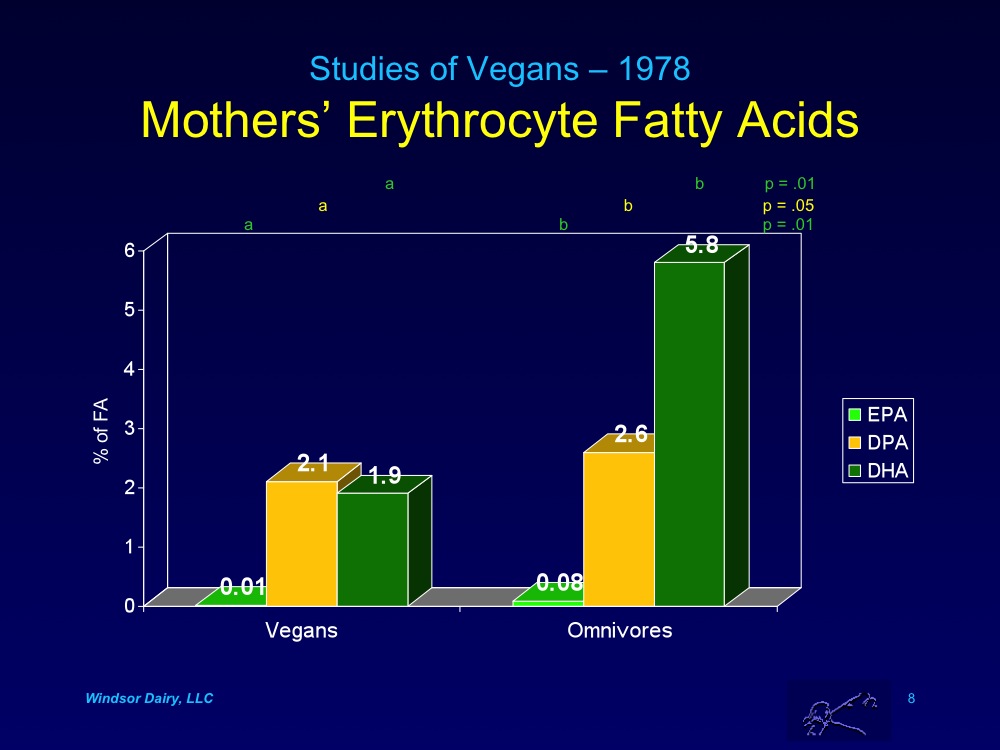 Studies of Vegans – 1978
Mothers’ Erythrocyte Fatty Acids
a b p = .01
a b p = .05
a b p = .01
6
5
4
3
2
1
0
% of FA
0.01
2.1
1.9
0.08
2.6
5.8
Vegans
Omnivores
EPA
DPA
DHA
Windsor Dairy, LLC
8